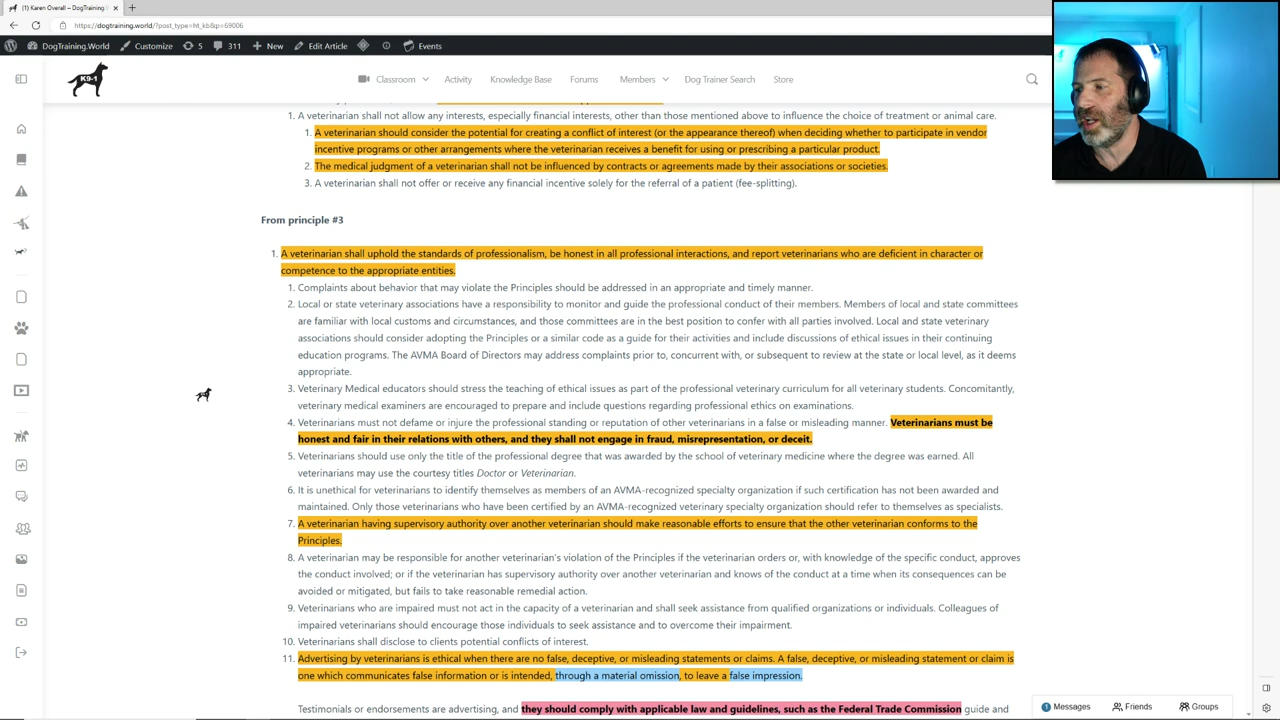 (1) Karen Overall – DogTraining.
https://dogtraining.world/?post_type=ht_kb&p=69006
DogTraining.World
Customize
5
311
New
Edit Article
Events
K9-1
Classroom
Activity
Knowledge Base
Forums
Members
Dog Trainer Search
Store
1. A veterinarian shall not allow any interests, especially financial interests, other than those mentioned above to influence the choice of treatment or animal care.
1. A veterinarian should consider the potential for creating a conflict of interest (or the appearance thereof) when deciding whether to participate in vendor
incentive programs or other arrangements where the veterinarian receives a benefit for using or prescribing a particular product.
2. The medical judgment of a veterinarian shall not be influenced by contracts or agreements made by their associations or societies.
3. A veterinarian shall not offer or receive any financial incentive solely for the referral of a patient (fee-splitting).
From principle #3
1. A veterinarian shall uphold the standards of professionalism, be honest in all professional interactions, and report veterinarians who are deficient in character or
competence to the appropriate entities.
1. Complaints about behavior that may violate the Principles should be addressed in an appropriate and timely manner.
2. Local or state veterinary associations have a responsibility to monitor and guide the professional conduct of their members. Members of local and state committees
are familiar with local customs and circumstances, and those committees are in the best position to confer with all parties involved. Local and state veterinary
associations should consider adopting the Principles or a similar code as a guide for their activities and include discussions of ethical issues in their continuing
education programs. The AVMA Board of Directors may address complaints prior to, concurrent with, or subsequent to review at the state or local level, as it deems
appropriate.
3. Veterinary Medical educators should stress the teaching of ethical issues as part of the professional veterinary curriculum for all veterinary students. Concomitantly,
veterinary medical examiners are encouraged to prepare and include questions regarding professional ethics on examinations.
4. Veterinarians must not defame or injure the professional standing or reputation of other veterinarians in a false or misleading manner. Veterinarians must be
honest and fair in their relations with others, and they shall not engage in fraud, misrepresentation, or deceit.
5. Veterinarians should use only the title of the professional degree that was awarded by the school of veterinary medicine where the degree was earned. All
veterinarians may use the courtesy titles Doctor or Veterinarian.
6. It is unethical for veterinarians to identify themselves as members of an AVMA-recognized specialty organization if such certification has not been awarded and
maintained. Only those veterinarians who have been certified by an AVMA-recognized veterinary specialty organization should refer to themselves as specialists.
7. A veterinarian having supervisory authority over another veterinarian should make reasonable efforts to ensure that the other veterinarian conforms to the
Principles.
8. A veterinarian may be responsible for another veterinarian's violation of the Principles if the veterinarian orders or, with knowledge of the specific conduct, approves
the conduct involved; or if the veterinarian has supervisory authority over another veterinarian and knows of the conduct at a time when its consequences can be
avoided or mitigated, but fails to take reasonable remedial action.
9. Veterinarians who are impaired must not act in the capacity of a veterinarian and shall seek assistance from qualified organizations or individuals. Colleagues of
impaired veterinarians should encourage those individuals to seek assistance and to overcome their impairment.
10. Veterinarians shall disclose to clients potential conflicts of interest.
11. Advertising by veterinarians is ethical when there are no false, deceptive, or misleading statements or claims. A false, deceptive, or misleading statement or claim is
one which communicates false information or is intended, through a material omission, to leave a false impression.
Testimonials or endorsements are advertising, and they should comply with applicable law and guidelines, such as the Federal Trade Commission guide and
1 Messages
Friends
Groups